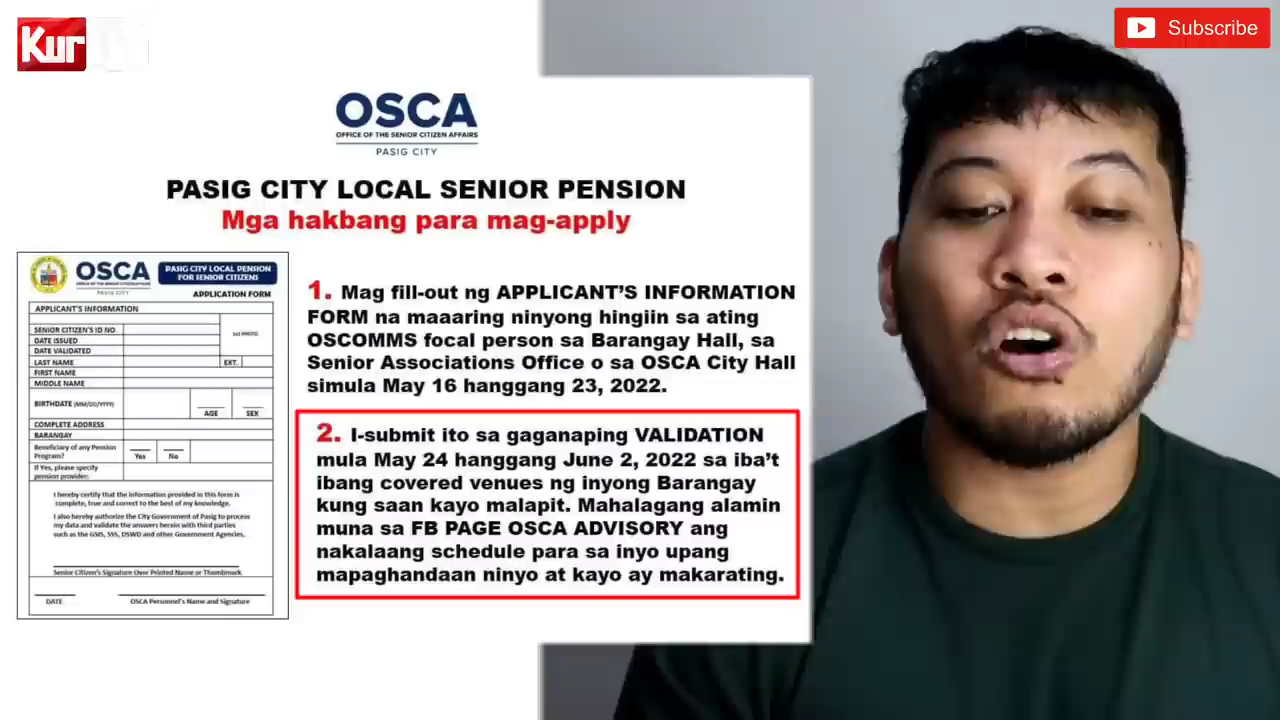 Kur
Subscribe
OSCA
OFFICE OF THE SENIOR CITIZEN AFFAIRS
PASIG CITY
PASIG CITY LOCAL SENIOR PENSION
Mga hakbang para mag-apply
OSCA
PASIG CITY
PASIG CITY LOCAL PENSION
FOR SENIOR CITIZENS
APPLICATION FORM
APPLICANT'S INFORMATION
SENIOR CITIZEN'S ID NO
DATE ISSUED
DATE VALIDATED
LAST NAME
EXT.
FIRST NAME
MIDDLE NAME
BIRTHDATE (MM/DD/YYYY)
AGE
SEX
COMPLETE ADDRESS
BARANGAY
Beneficiary of any Pension
Program?
Yes
No
If Yes, please specify
pension provider:
I hereby certify that the information provided in this form is
complete, true and correct to the best of my knowledge.
I also hereby authorize the City Government of Pasig to process
my data and validate the answers herein with third parties
such as the GSIS, SSS, DSWD and other Government Agencies.
Senior Citizen's Signature Over Printed Name or Thumbmark
DATE
OSCA Personnel's Name and Signature
1. Mag fill-out ng APPLICANT'S INFORMATION
FORM na maaaring ninyong hingiin sa ating
OSCOMMS focal person sa Barangay Hall, sa
Senior Associations Office o sa OSCA City Hall
simula May 16 hanggang 23, 2022.
2. I-submit ito sa gaganaping VALIDATION
mula May 24 hanggang June 2, 2022 sa iba't
ibang covered venues ng inyong Barangay
kung saan kayo malapit. Mahalagang alamin
muna sa FB PAGE OSCA ADVISORY ang
nakalaang schedule para sa inyo upang
mapaghandaan ninyo at kayo ay makarating.